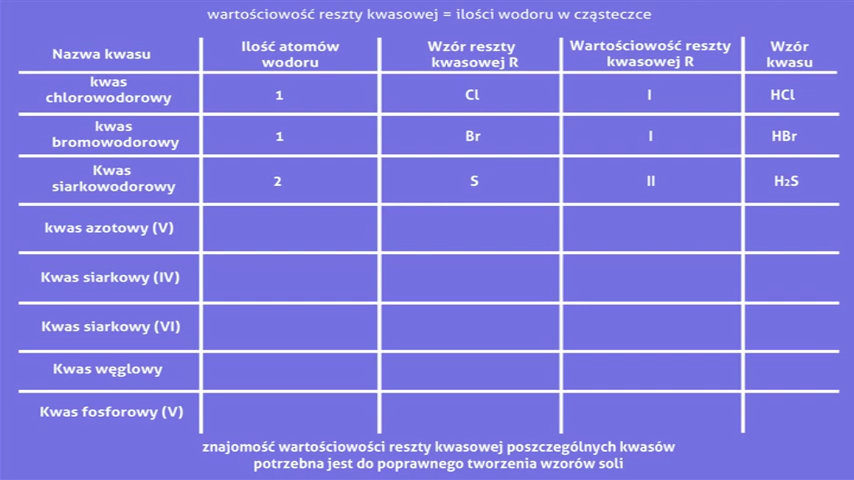 wartościowość reszty kwasowej = ilości wodoru w cząsteczce
Nazwa kwasu
Ilość atomów
wodoru
Wzór reszty
kwasowej R
Wartościowość reszty
kwasowej R
Wzór
kwasu
kwas
chlorowodorowy
1
Cl
I
HCl
kwas
bromowodorowy
1
Br
I
HBr
Kwas
siarkowodorowy
2
S
II
H₂S
kwas azotowy (V)
Kwas siarkowy (IV)
Kwas siarkowy (VI)
Kwas węglowy
Kwas fosforowy (V)
znajomość wartościowości reszty kwasowej poszczególnych kwasów
potrzebna jest do poprawnego tworzenia wzorów soli